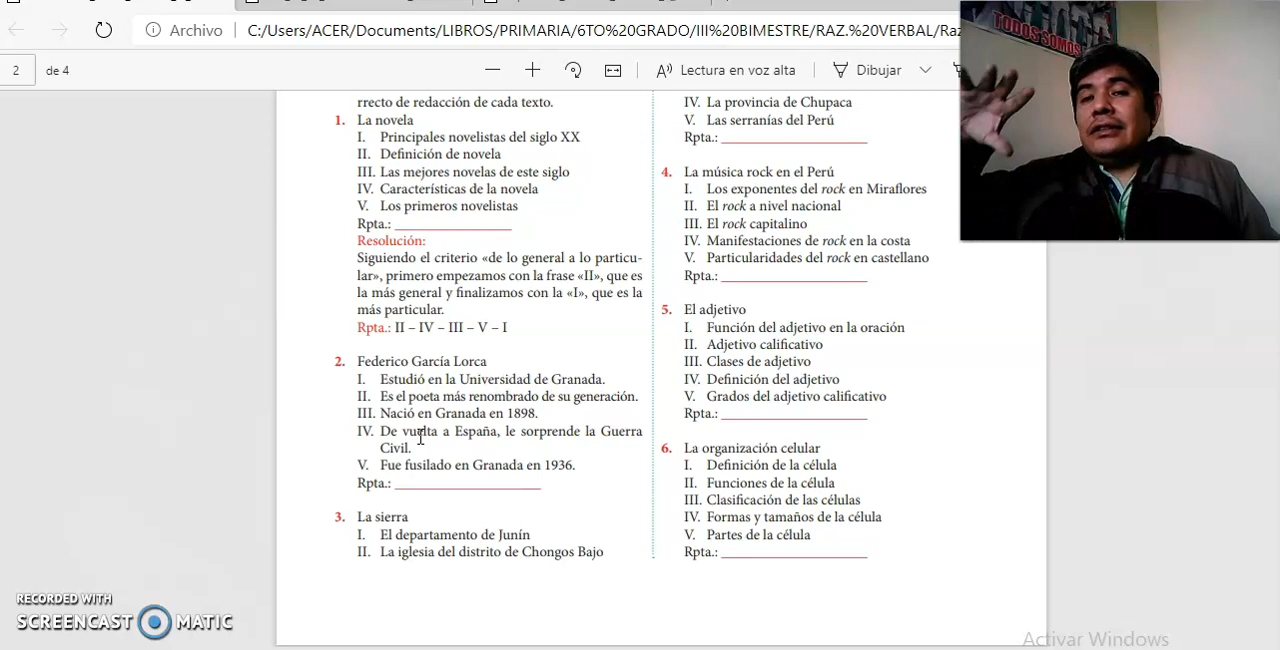 Archivo
C:/Users/ACER/Documents/LIBROS/PRIMARIA/6TO%20GRADO/III%20BIMESTRE/RAZ.%20VERBAL/Raz
TODOS SOMOS
2 de 4
Lectura en voz alta
Dibujar
rrecto de redacción de cada texto.
1. La novela
I. Principales novelistas del siglo XX
II. Definición de novela
III. Las mejores novelas de este siglo
IV. Características de la novela
V. Los primeros novelistas
Rpta.:
Resolución:
Siguiendo el criterio «de lo general a lo particu-
lar», primero empezamos con la frase «II», que es
la más general y finalizamos con la «I», que es la
más particular.
Rpta.: II – IV – III – V – I
2. Federico García Lorca
I. Estudió en la Universidad de Granada.
II. Es el poeta más renombrado de su generación.
III. Nació en Granada en 1898.
IV. De vuelta a España, le sorprende la Guerra
Civil.
V. Fue fusilado en Granada en 1936.
Rpta.:
3. La sierra
I. El departamento de Junín
II. La iglesia del distrito de Chongos Bajo
IV. La provincia de Chupaca
V. Las serranías del Perú
Rpta.:
4. La música rock en el Perú
I. Los exponentes del rock en Miraflores
II. El rock a nivel nacional
III. El rock capitalino
IV. Manifestaciones de rock en la costa
V. Particularidades del rock en castellano
Rpta.:
5. El adjetivo
I. Función del adjetivo en la oración
II. Adjetivo calificativo
III. Clases de adjetivo
IV. Definición del adjetivo
V. Grados del adjetivo calificativo
Rpta.:
6. La organización celular
I. Definición de la célula
II. Funciones de la célula
III. Clasificación de las células
IV. Formas y tamaños de la célula
V. Partes de la célula
Rpta.:
RECORDED WITH
SCREENCAST MATIC
Activar Windows